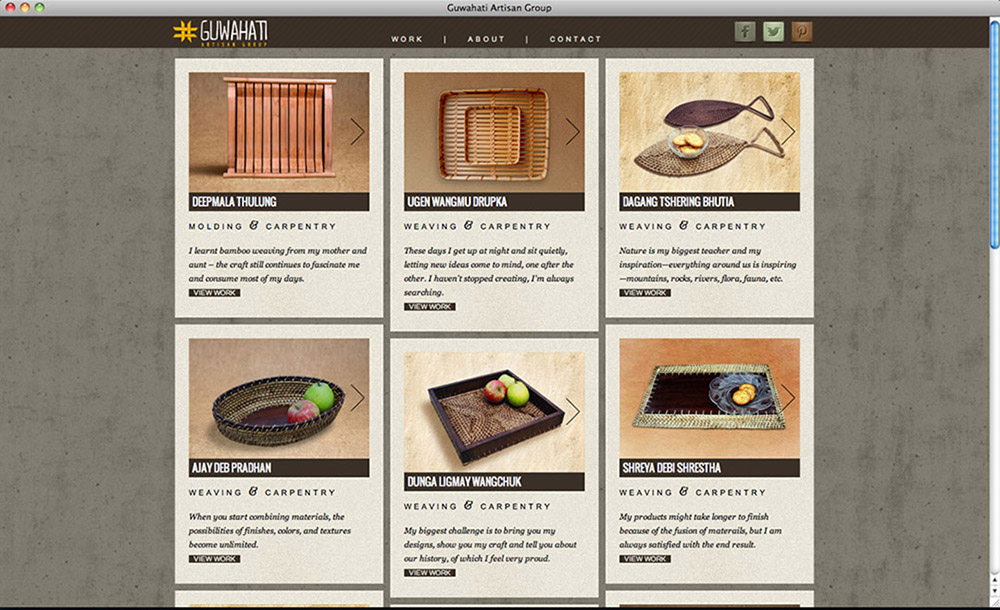 Guwahati Artisan Group
GUWAHATI
ARTISAN GROUP
WORK | ABOUT | CONTACT
DEEPMALA THULUNG
MOLDING & CARPENTRY
I learnt bamboo weaving from my mother and
aunt – the craft still continues to fascinate me
and consume most of my days.
VIEW WORK
UGEN WANGMU DRUPKA
WEAVING & CARPENTRY
These days I get up at night and sit quietly,
letting new ideas come to mind, one after the
other. I haven't stopped creating, I'm always
searching.
VIEW WORK
DAGANG TSHERING BHUTIA
WEAVING & CARPENTRY
Nature is my biggest teacher and my
inspiration—everything around us is inspiring
—mountains, rocks, rivers, flora, fauna, etc.
VIEW WORK
AJAY DEB PRADHAN
WEAVING & CARPENTRY
When you start combining materials, the
possibilities of finishes, colors, and textures
become unlimited.
VIEW WORK
DUNGA LIGMAY WANGCHUK
WEAVING & CARPENTRY
My biggest challenge is to bring you my
designs, show you my craft and tell you about
our history, of which I feel very proud.
VIEW WORK
SHREYA DEBI SHRESTHA
WEAVING & CARPENTRY
My products might take longer to finish
because of the fusion of materails, but I am
always satisfied with the end result.
VIEW WORK